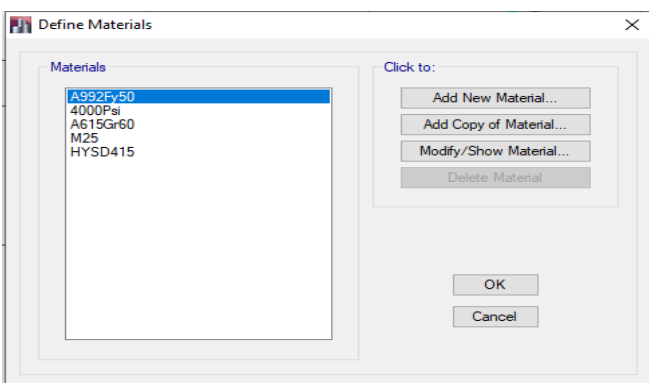 Define Materials
Materials
A992Fy50
4000Psi
A615Gr60
M25
HYSD415
Click to:
Add New Material...
Add Copy of Material...
Modify/Show Material...
Delete Material
OK
Cancel